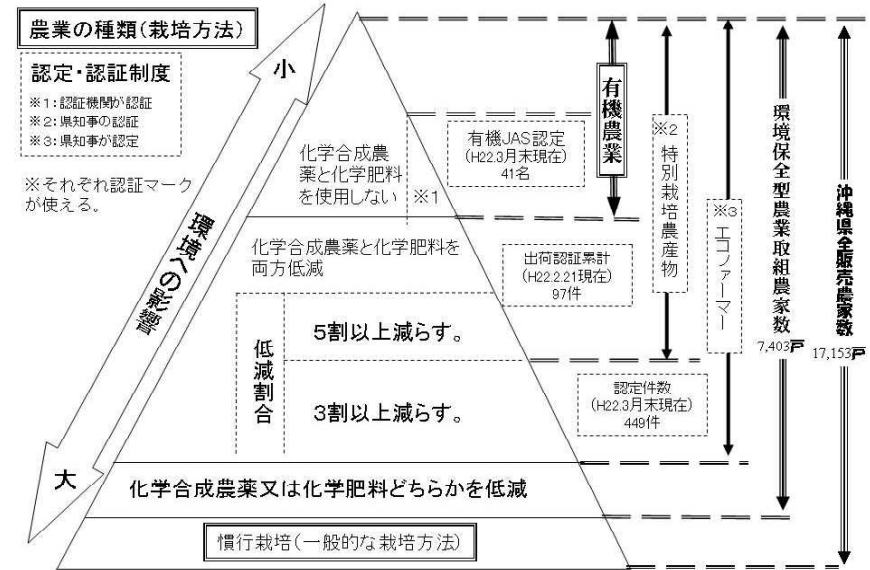 農業の種類(栽培方法)
認定・認証制度
※1:認証機関が認証
※2:県知事の認証
※3:県知事が認定
※それぞれ認証マーク
が使える。
小
環境への影響
大
化学合成農
薬と化学肥料
を使用しない
※1
有機JAS認定
(H22.3月末現在)
41名
化学合成農薬と化学肥料を
両方低減
出荷認証累計
(H22.2.21現在)
97件
低減割合
5割以上減らす。
3割以上減らす。
認定件数
(H22.3月末現在)
449件
化学合成農薬又は化学肥料どちらかを低減
慣行栽培(一般的な栽培方法)
有機農業
※2
特別栽培農産物
※3
エコファーマー
環境保全型農業取組農家数
7,403戸
沖縄県全販売農家数
17,153戸